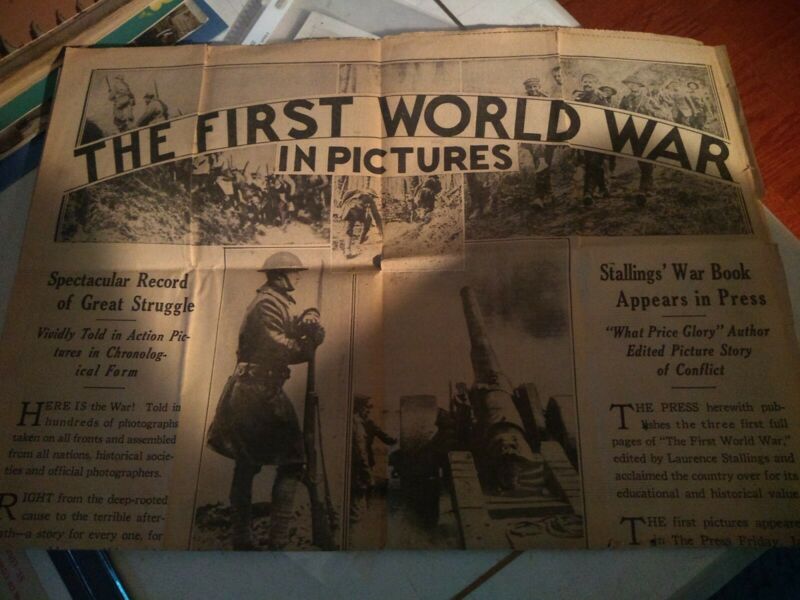 THE FIRST WORLD WAR
IN PICTURES
Spectacular Record
of Great Struggle
Vividly Told in Action Pic-
tures in Chronolog-
ical Form
HERE IS the War! Told in
hundreds of photographs
taken on all fronts and assembled
from all nations, historical socie-
ties and official photographers.
RIGHT from the deep-rooted
cause to the terrible after-
math—a story for every one, for
Stallings' War Book
Appears in Press
"What Price Glory" Author
Edited Picture Story
of Conflict
THE PRESS herewith pub-
lishes the three first full
pages of "The First World War,"
edited by Laurence Stallings and
acclaimed the country over for its
educational and historical value
THE first pictures appeare
in The Press Friday,